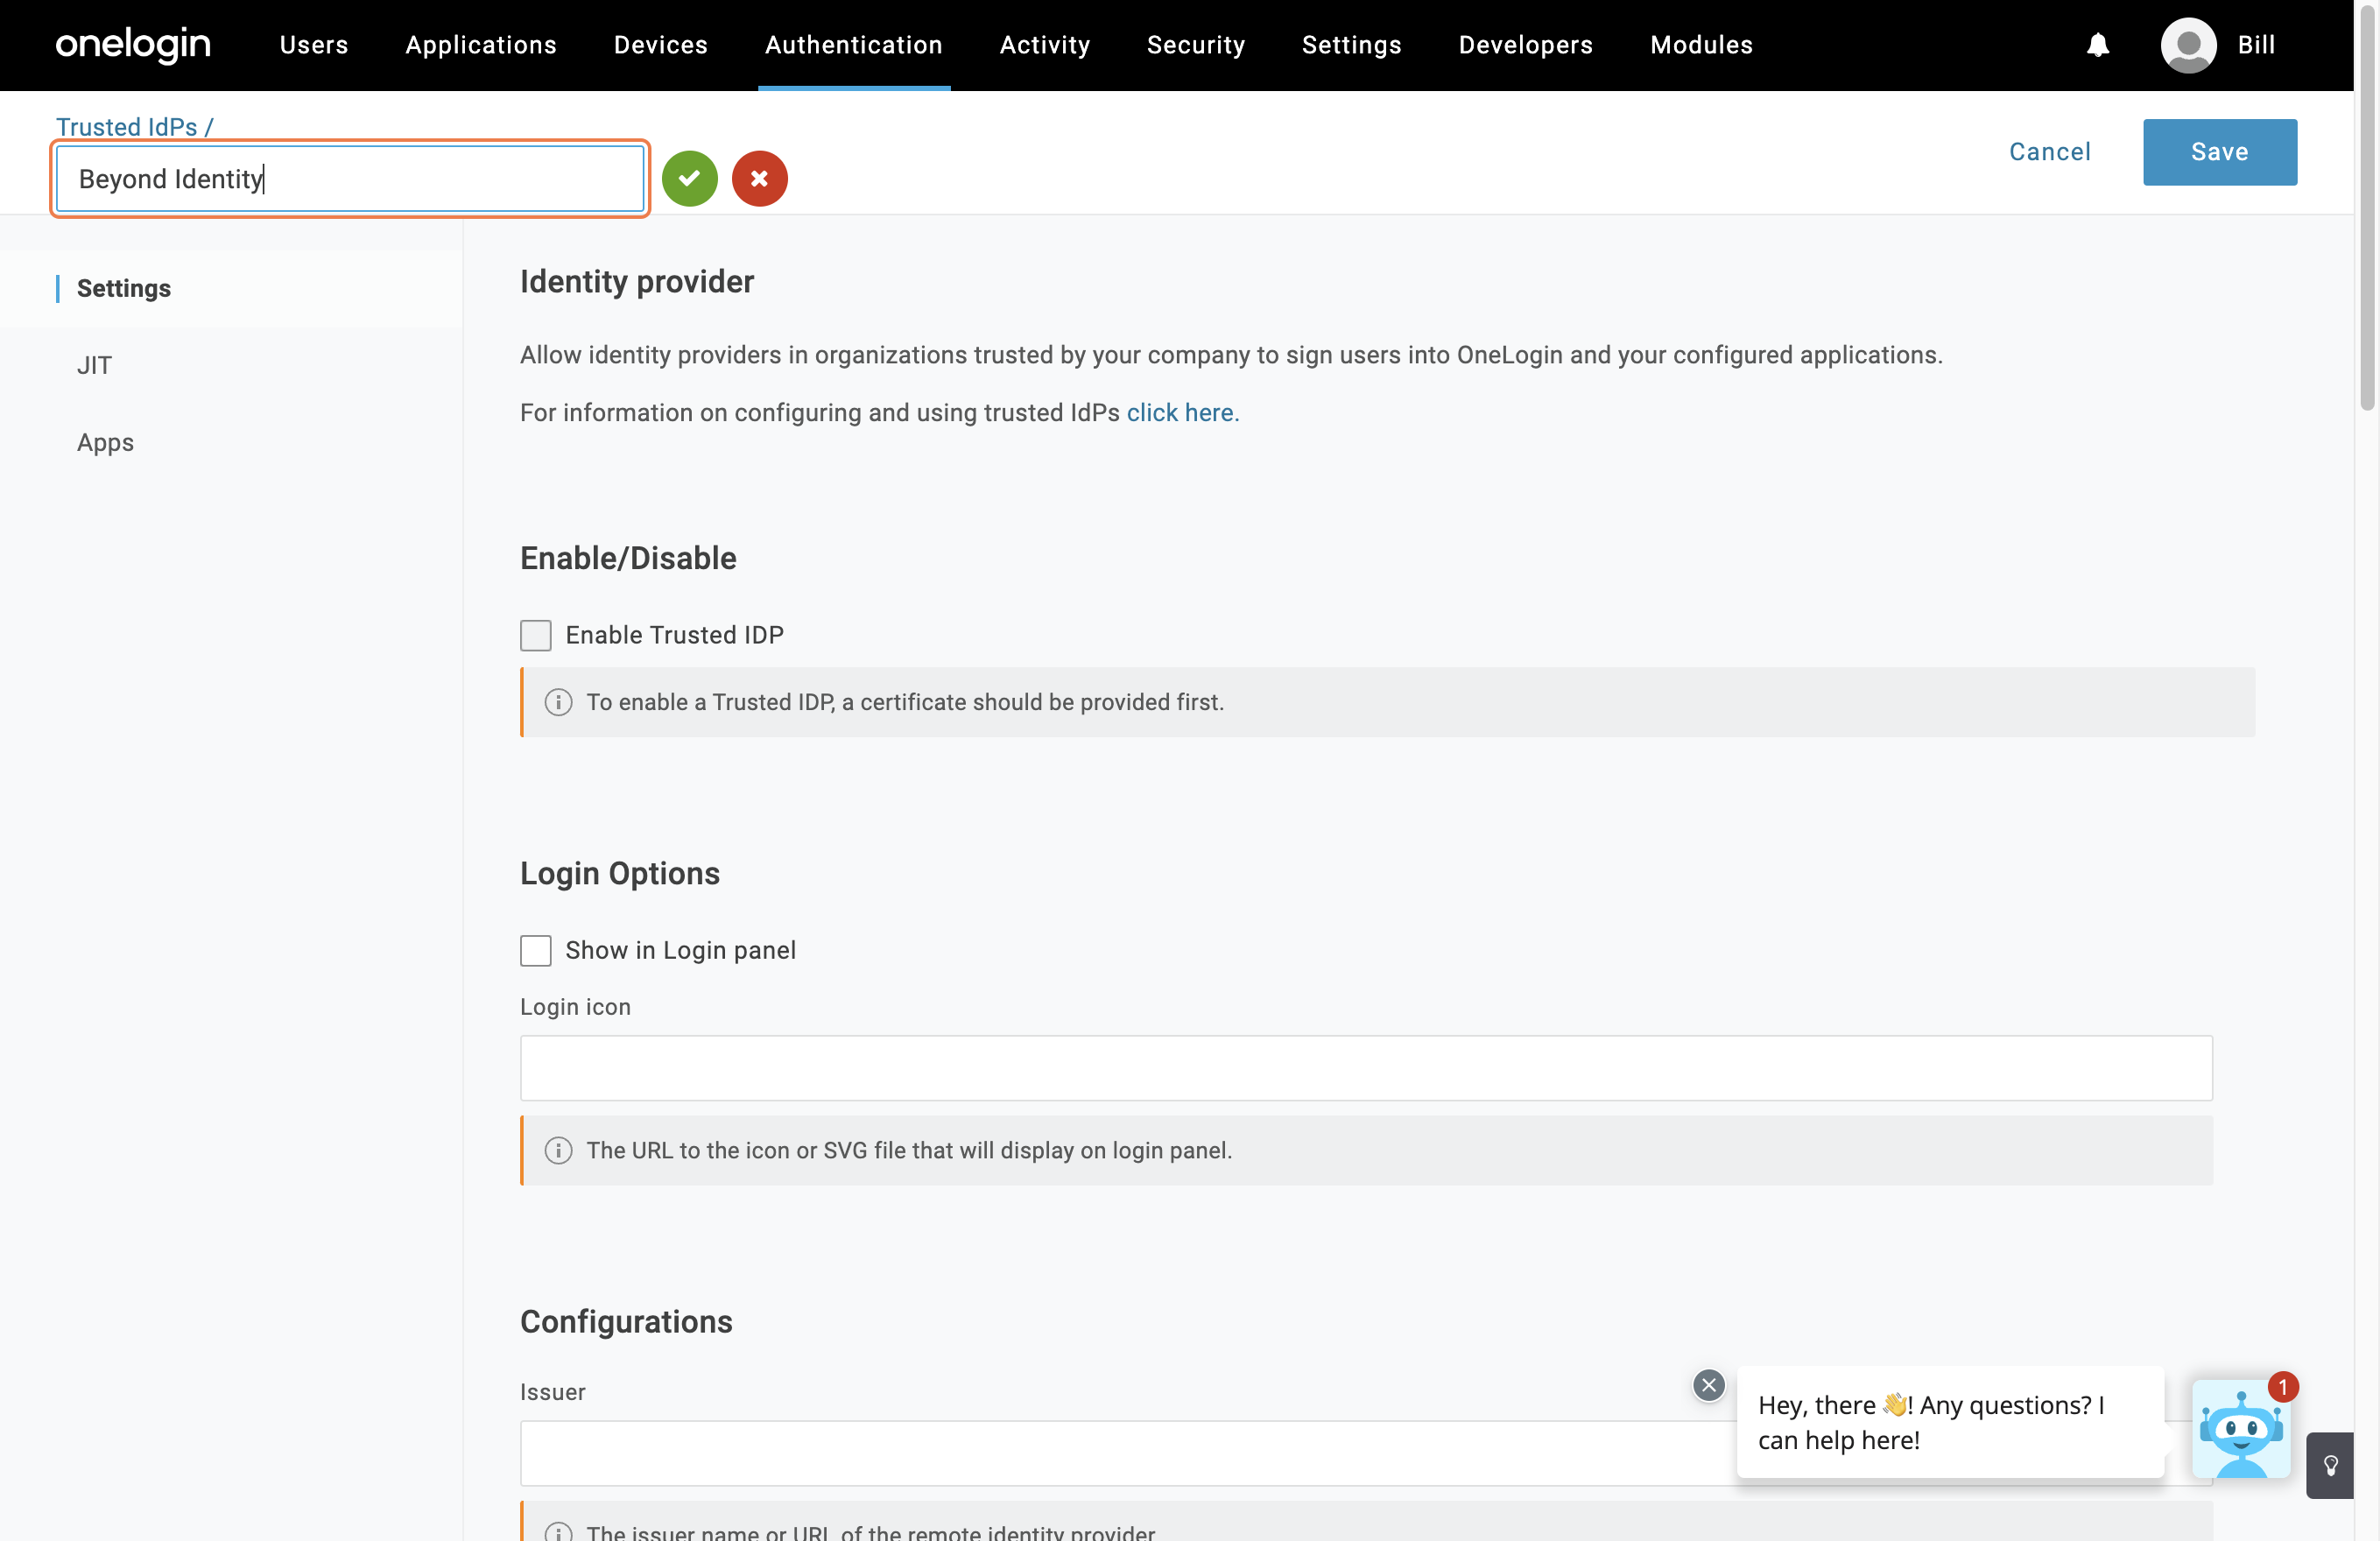 onelogin
Users
Applications
Devices
Authentication
Activity
Security
Settings
Developers
Modules
Bill
Trusted IdPs /
Beyond Identity
Cancel
Save
Settings
JIT
Apps
Identity provider
Allow identity providers in organizations trusted by your company to sign users into OneLogin and your configured applications.
For information on configuring and using trusted IdPs click here.
Enable/Disable
Enable Trusted IDP
To enable a Trusted IDP, a certificate should be provided first.
Login Options
Show in Login panel
Login icon
The URL to the icon or SVG file that will display on login panel.
Configurations
Issuer
Hey, there 👋! Any questions? I
can help here!
1
The issuer name or URL of the remote identity provider